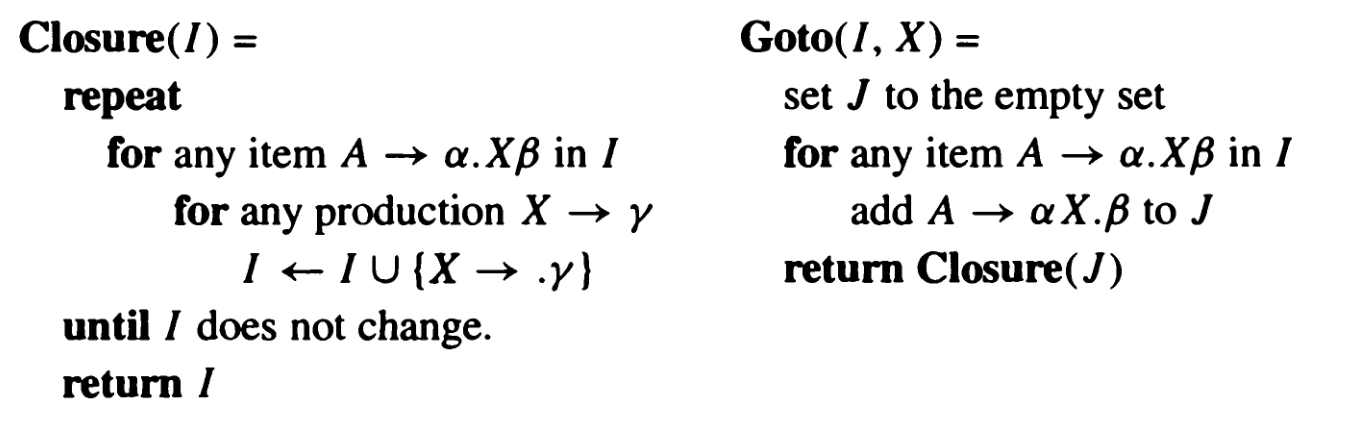 Closure(I) =
repeat
for any item A → α.Xβ in I
for any production X → γ
I ← I ∪ {X → .γ}
until I does not change.
return I
Goto(I, X) =
set J to the empty set
for any item A → α.Xβ in I
add A → αX.β to J
return Closure(J)